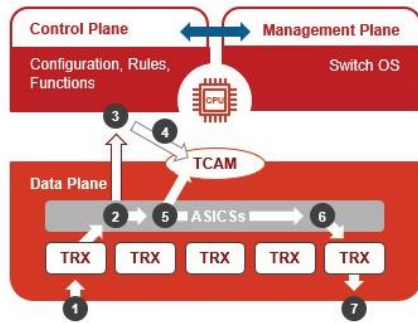 Control Plane
Management Plane
Configuration, Rules,
Functions
Switch OS
CPU
3
4
TCAM
Data Plane
2
5
ASICSs
6
TRX
TRX
TRX
TRX
TRX
1
7